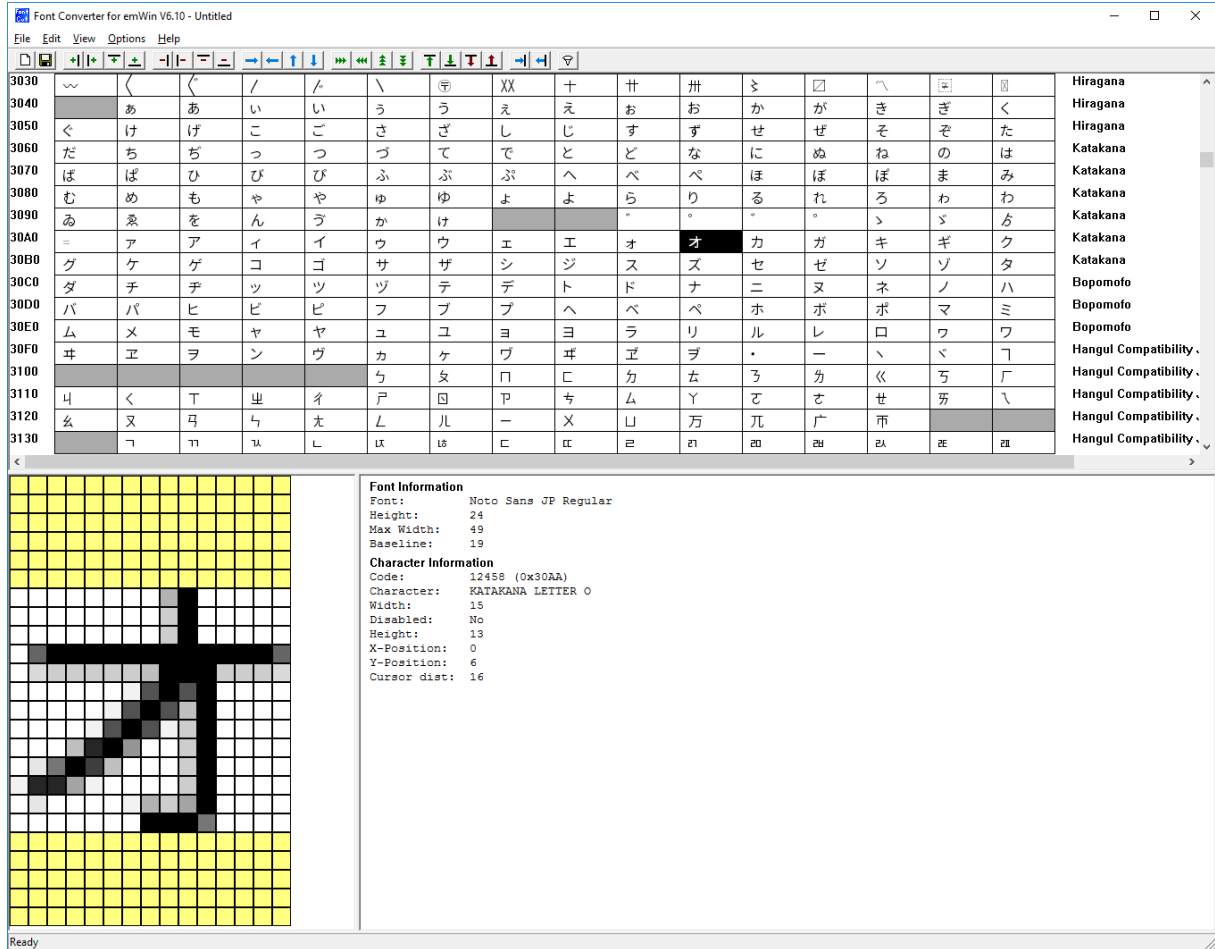 Font Converter for emWin V6.10 - Untitled
File Edit View Options Help
3030 〰 〱 〲 〳 〴 〵 〶 〷 〸 〹 〺 〻 〼 〽 〾 Hiragana
3040 ぁ あ ぃ い ぅ う ぇ え ぉ お か が き ぎ く Hiragana
3050 ぐ け げ こ ご さ ざ し じ す ず せ ぜ そ ぞ た Hiragana
3060 だ ち ぢ っ つ づ て で と ど な に ぬ ね の は Katakana
3070 ば ぱ ひ び ぴ ふ ぶ ぷ へ べ ぺ ほ ぼ ぽ ま み Katakana
3080 む め も ゃ や ゅ ゆ ょ よ ら り る れ ろ ゎ わ Katakana
3090 ゐ ゑ を ん ゔ ゕ ゖ ゙ ゚ ゛ ゜ ゝ ゞ ゟ Katakana
30A0 ゠ ァ ア ィ イ ゥ ウ ェ エ ォ オ カ ガ キ ギ ク Katakana
30B0 グ ケ ゲ コ ゴ サ ザ シ ジ ス ズ セ ゼ ソ ゾ タ Katakana
30C0 ダ チ ヂ ッ ツ ヅ テ デ ト ド ナ ニ ヌ ネ ノ ハ Bopomofo
30D0 バ パ ヒ ビ ピ フ ブ プ ヘ ベ ペ ホ ボ ポ マ ミ Bopomofo
30E0 ム メ モ ャ ヤ ュ ユ ョ ヨ ラ リ ル レ ロ ヮ ワ Bopomofo
30F0 ヰ ヱ ヲ ン ヴ ヵ ヶ ヷ ヸ ヹ ヺ ・ ー ヽ ヾ ヿ Hangul Compatibility
3100 ㄅ ㄆ ㄇ ㄈ ㄉ ㄊ ㄋ ㄌ ㄍ ㄎ ㄏ Hangul Compatibility
3110 ㄐ ㄑ ㄒ ㄓ ㄔ ㄕ ㄖ ㄗ ㄘ ㄙ ㄚ ㄛ ㄜ ㄝ ㄞ ㄟ Hangul Compatibility
3120 ㄠ ㄡ ㄢ ㄣ ㄤ ㄥ ㄦ ㄧ ㄨ ㄩ ㄪ ㄫ ㄬ ㄭ Hangul Compatibility
3130 ㄱ ㄲ ㄳ ㄴ ㄵ ㄶ ㄷ ㄸ ㄹ ㄺ ㄻ ㄼ ㄽ ㄾ ㄿ Hangul Compatibility
Font Information
Font: Noto Sans JP Regular
Height: 24
Max Width: 49
Baseline: 19
Character Information
Code: 12458 (0x30AA)
Character: KATAKANA LETTER O
Width: 15
Disabled: No
Height: 13
X-Position: 0
Y-Position: 6
Cursor dist: 16
Ready